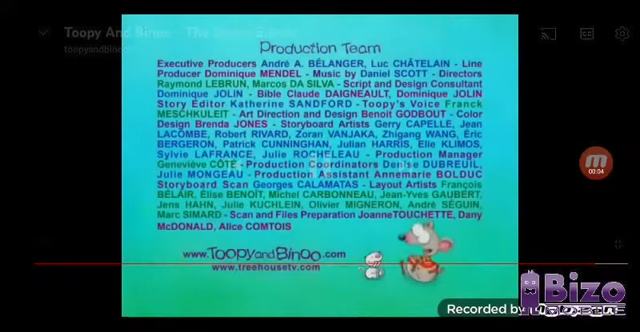 Toopy And Binoo - The
toopyandbinoo
Production Team
Executive Producers André A. BÉLANGER, Luc CHÂTELAIN - Line
Producer Dominique MENDEL - Music by Daniel SCOTT - Directors
Raymond LEBRUN, Marcos DA SILVA - Script and Design Consultant
Dominique JOLIN - Bible Claude DAIGNEAULT, Dominique JOLIN
Story Editor Katherine SANDFORD - Toopy's Voice Franck
MESCHKULEIT - Art Direction and Design Benoit GODBOUT - Color
Design Brenda JONES - Storyboard Artists Gerry CAPELLE, Jean
LACOMBE, Robert RIVARD, Zoran VANJAKA, Zhigang WANG, Éric
BERGERON, Patrick CUNNINGHAN, Julian HARRIS, Elie KLIMOS,
Sylvie LAFRANCE, Julie ROCHELEAU - Production Manager
Geneviève CÔTÉ - Production Coordinators Denise DUBREUIL,
Julie MONGEAU - Production Assistant Annemarie BOLDUC
Storyboard Scan Georges CALAMATAS - Layout Artists François
BÉLAIR, Élise BENOÎT, Michel CARBONNEAU, Jean-Yves GAUBERT,
Jens HAHN, Julie KUCHLEIN, Olivier MIGNERON, André SÉGUIN,
Marc SIMARD - Scan and Files Preparation JoanneTOUCHETTE, Dany
McDONALD, Alice COMTOIS
www.ToopyAndBinoo.com
www.treehousetv.com
00:04
Bizo
Recorded by